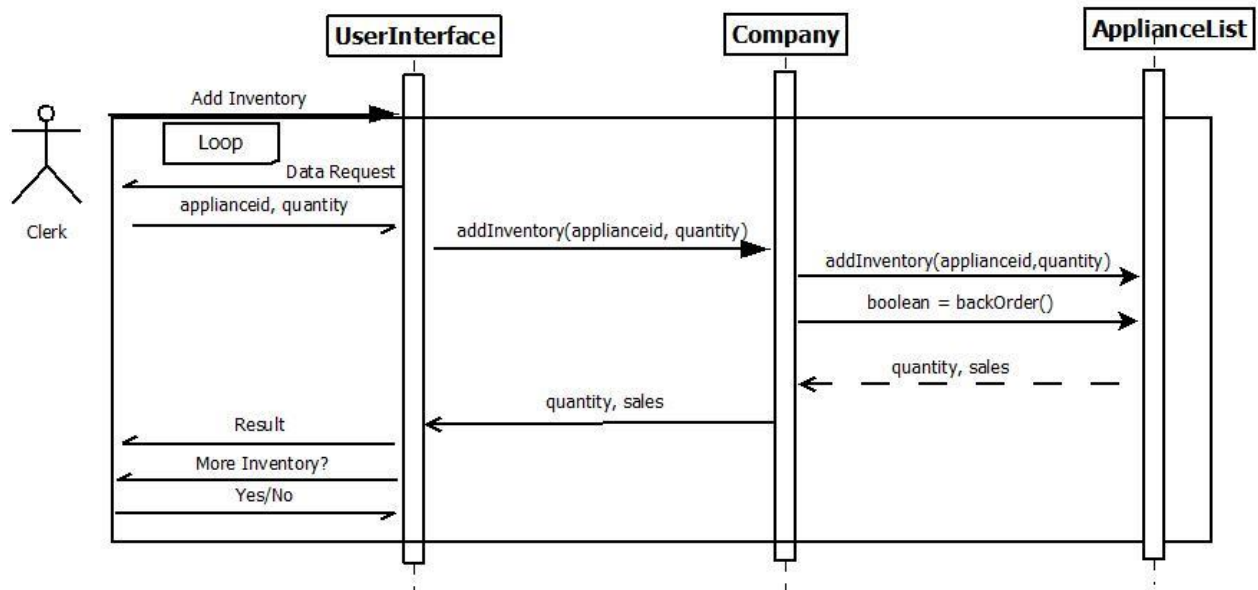 UserInterface
Company
ApplianceList
Add Inventory
Loop
Data Request
applianceid, quantity
Clerk
addInventory(applianceid, quantity)
addInventory(applianceid,quantity)
boolean = backOrder()
quantity, sales
quantity, sales
Result
More Inventory?
Yes/No